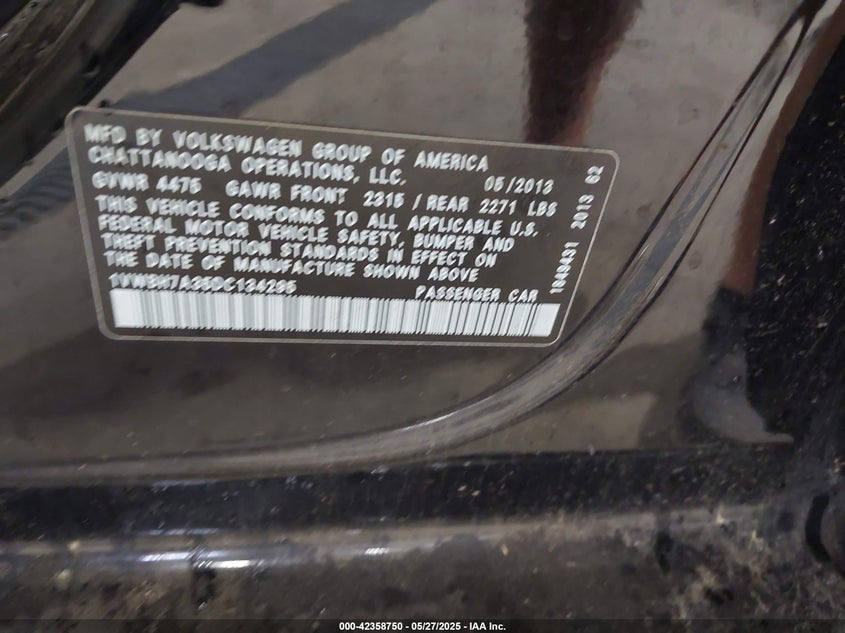 MFD BY VOLKSWAGEN GROUP OF AMERICA
CHATTANOOGA OPERATIONS, LLC. 05/2013
GVWR 4475 GAWR FRONT 2315 / REAR 2271 LBS
THIS VEHICLE CONFORMS TO ALL APPLICABLE U.S.
FEDERAL MOTOR VEHICLE SAFETY, BUMPER AND
THEFT PREVENTION STANDARDS IN EFFECT ON
THE DATE OF MANUFACTURE SHOWN ABOVE
PASSENGER CAR
2013 62
000-42358750 — 05/27/2025 - IAA Inc.